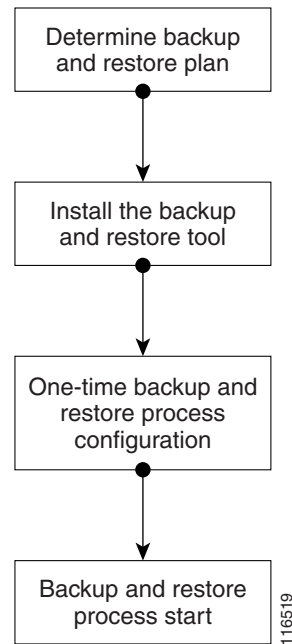 Determine backup
and restore plan
Install the backup
and restore tool
One-time backup and
restore process
configuration
Backup and restore
process start
116519